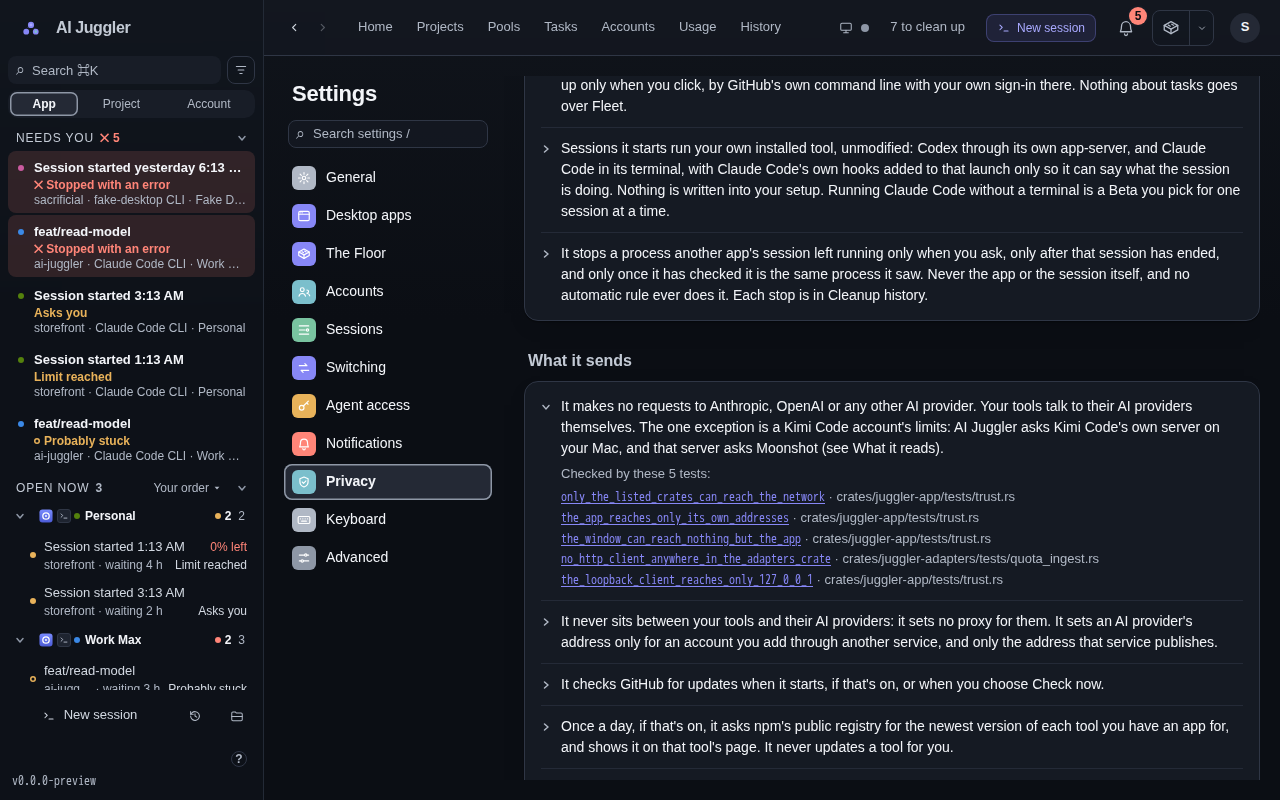 AI Juggler
Search ⌘K
App Project Account
NEEDS YOU 5
Session started yesterday 6:13 …
Stopped with an error
sacrificial · fake-desktop CLI · Fake D…
feat/read-model
Stopped with an error
ai-juggler · Claude Code CLI · Work …
Session started 3:13 AM
Asks you
storefront · Claude Code CLI · Personal
Session started 1:13 AM
Limit reached
storefront · Claude Code CLI · Personal
feat/read-model
Probably stuck
ai-juggler · Claude Code CLI · Work …
OPEN NOW 3 Your order
Personal 2 2
Session started 1:13 AM 0% left
storefront · waiting 4 h Limit reached
Session started 3:13 AM
storefront · waiting 2 h Asks you
Work Max 2 3
feat/read-model
ai-jugg… · waiting 3 h Probably stuck
New session
?
v0.0.0-preview
Home Projects Pools Tasks Accounts Usage History
7 to clean up
New session
5
S
Settings
Search settings /
General
Desktop apps
The Floor
Accounts
Sessions
Switching
Agent access
Notifications
Privacy
Keyboard
Advanced
up only when you click, by GitHub's own command line with your own sign-in there. Nothing about tasks goes
over Fleet.
Sessions it starts run your own installed tool, unmodified: Codex through its own app-server, and Claude
Code in its terminal, with Claude Code's own hooks added to that launch only so it can say what the session
is doing. Nothing is written into your setup. Running Claude Code without a terminal is a Beta you pick for one
session at a time.
It stops a process another app's session left running only when you ask, only after that session has ended,
and only once it has checked it is the same process it saw. Never the app or the session itself, and no
automatic rule ever does it. Each stop is in Cleanup history.
What it sends
It makes no requests to Anthropic, OpenAI or any other AI provider. Your tools talk to their AI providers
themselves. The one exception is a Kimi Code account's limits: AI Juggler asks Kimi Code's own server on
your Mac, and that server asks Moonshot (see What it reads).
Checked by these 5 tests:
only_the_listed_crates_can_reach_the_network · crates/juggler-app/tests/trust.rs
the_app_reaches_only_its_own_addresses · crates/juggler-app/tests/trust.rs
the_window_can_reach_nothing_but_the_app · crates/juggler-app/tests/trust.rs
no_http_client_anywhere_in_the_adapters_crate · crates/juggler-adapters/tests/quota_ingest.rs
the_loopback_client_reaches_only_127_0_0_1 · crates/juggler-app/tests/trust.rs
It never sits between your tools and their AI providers: it sets no proxy for them. It sets an AI provider's
address only for an account you add through another service, and only the address that service publishes.
It checks GitHub for updates when it starts, if that's on, or when you choose Check now.
Once a day, if that's on, it asks npm's public registry for the newest version of each tool you have an app for,
and shows it on that tool's page. It never updates a tool for you.